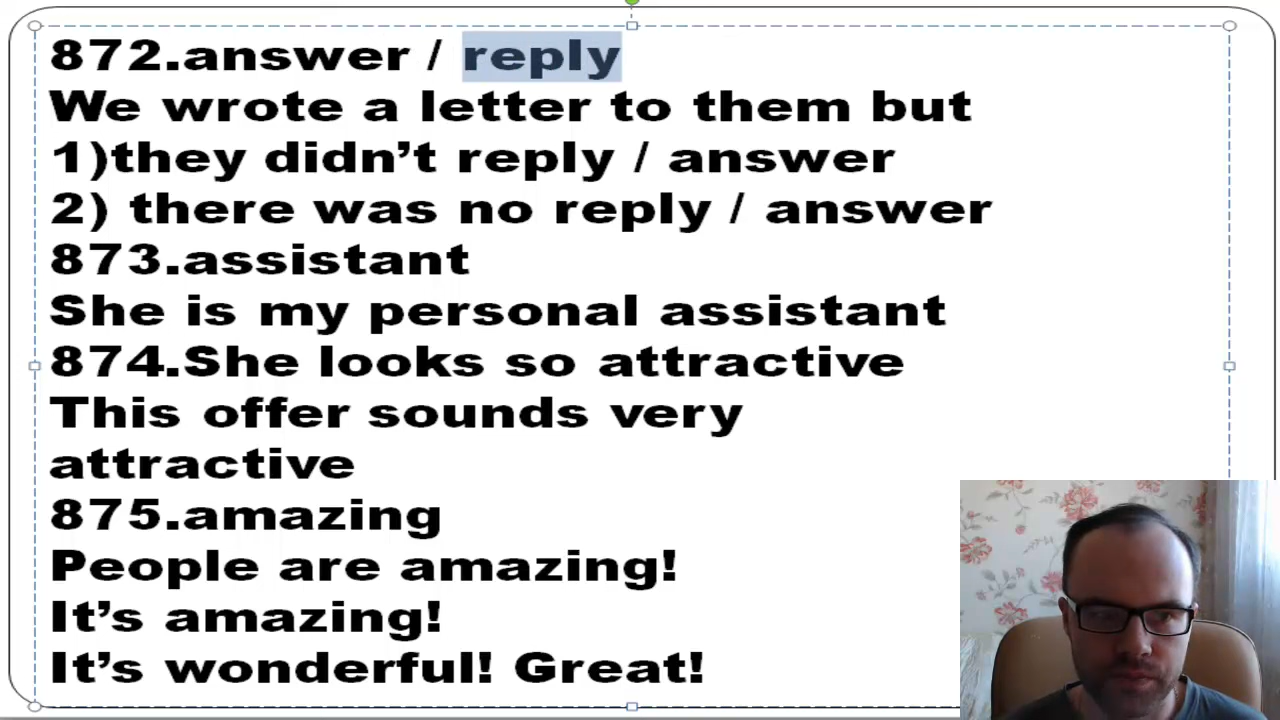 872.answer / reply
We wrote a letter to them but
1)they didn’t reply / answer
2) there was no reply / answer
873.assistant
She is my personal assistant
874.She looks so attractive
This offer sounds very
attractive
875.amazing
People are amazing!
It’s amazing!
It’s wonderful! Great!